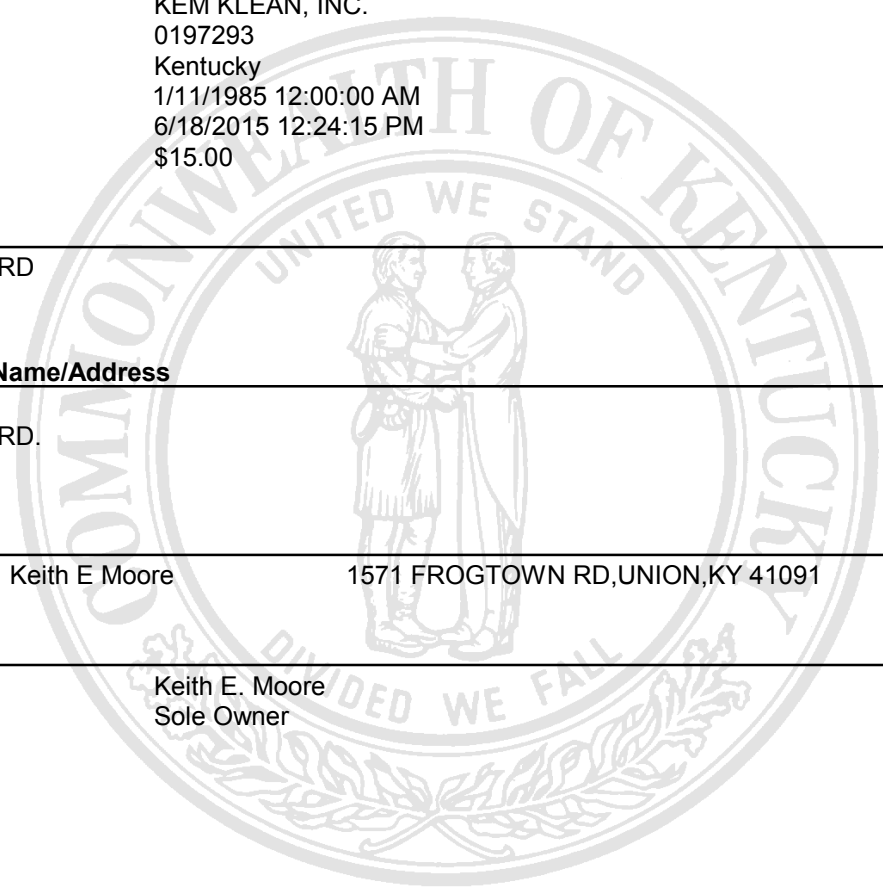 KEM KLEAN, INC.
0197293
Kentucky
1/11/1985 12:00:00 AM
6/18/2015 12:24:15 PM
$15.00
COMMONWEALTH OF KENTUCKY
UNITED WE STAND
RD
Name/Address
RD.
Keith E Moore 1571 FROGTOWN RD,UNION,KY 41091
DIVIDED WE FALL
Keith E. Moore
Sole Owner